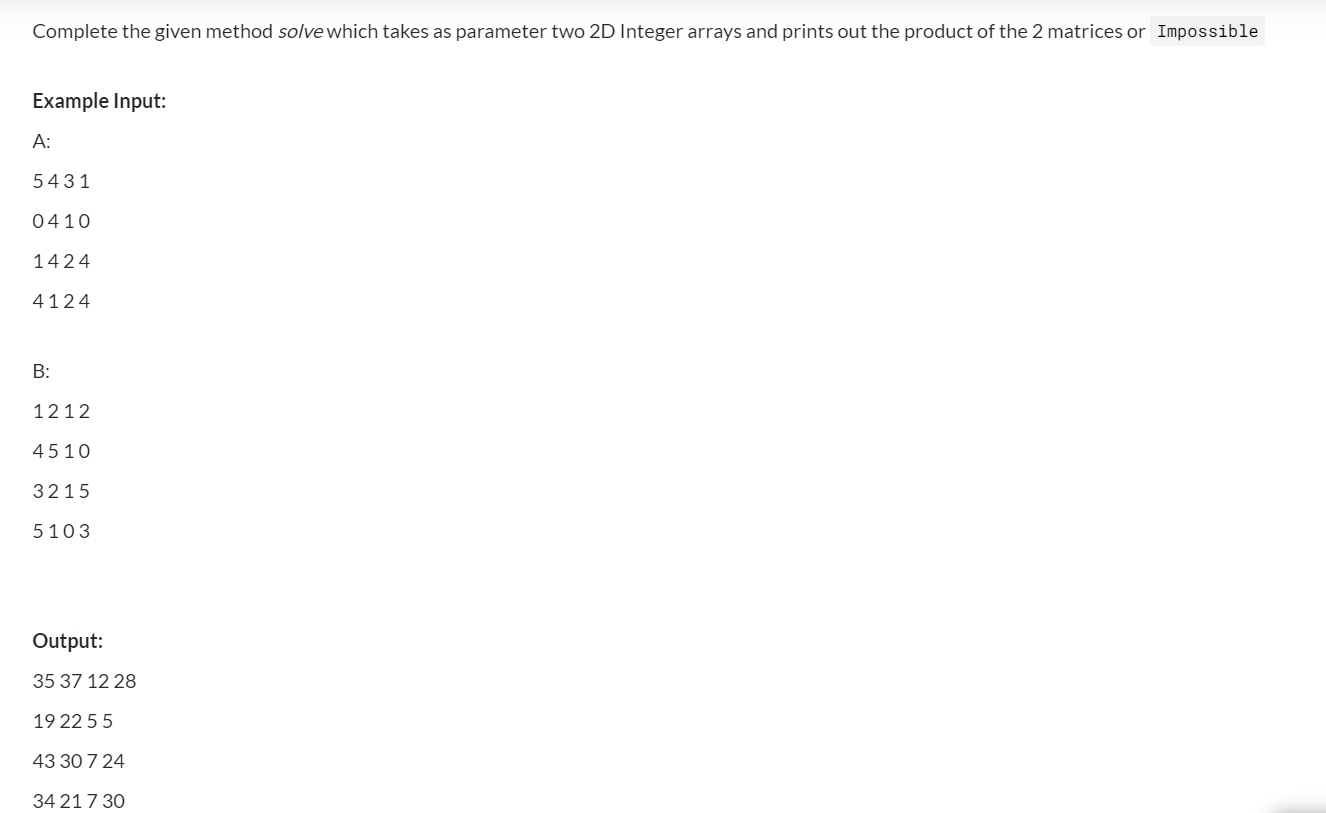 Complete the given method solve which takes as parameter two 2D Integer arrays and prints out the product of the 2 matrices or Impossible
Example Input:
A:
5 4 3 1
0 4 1 0
1 4 2 4
4 1 2 4
B:
1 2 1 2
4 5 1 0
3 2 1 5
5 1 0 3
Output:
35 37 12 28
19 22 5 5
43 30 7 24
34 21 7 30